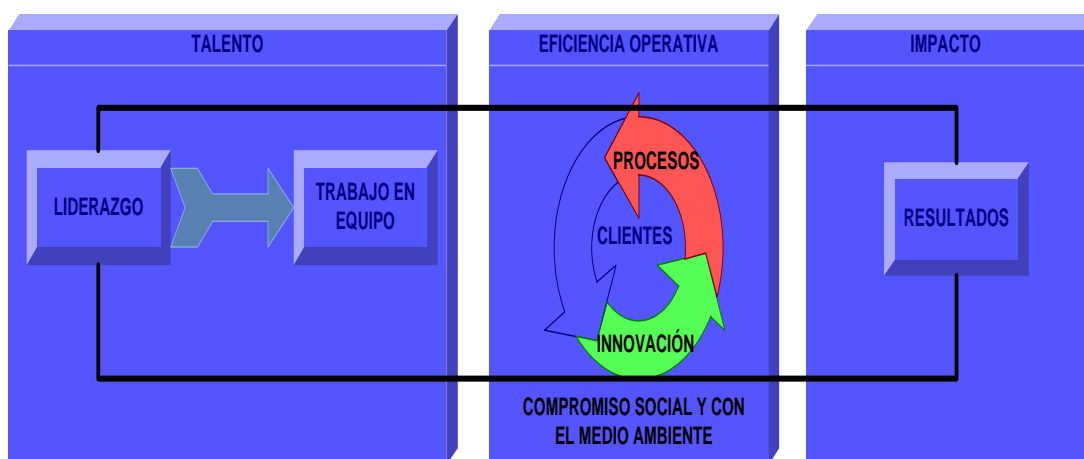 TALENTO
EFICIENCIA OPERATIVA
IMPACTO
LIDERAZGO
TRABAJO EN
EQUIPO
PROCESOS
CLIENTES
INNOVACIÓN
RESULTADOS
COMPROMISO SOCIAL Y CON
EL MEDIO AMBIENTE